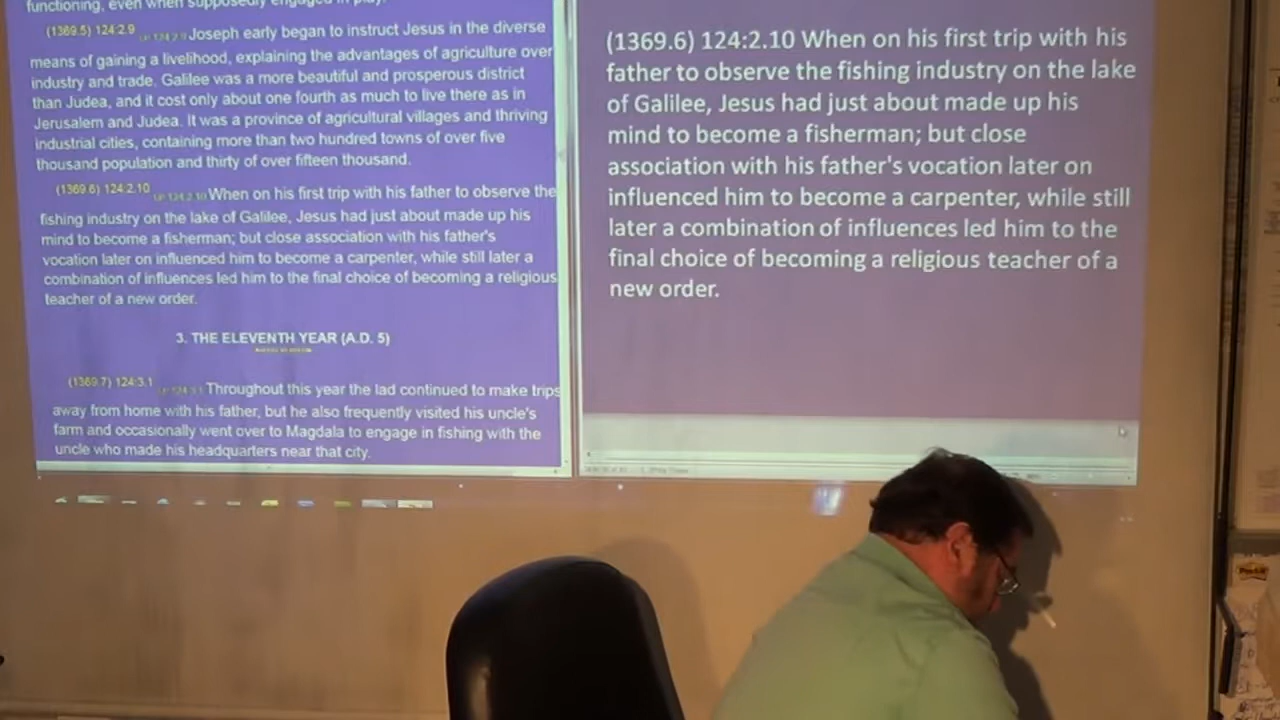 functioning, even when supposedly engaged in play.
(1369.5) 124:2.9 Joseph early began to instruct Jesus in the diverse
means of gaining a livelihood, explaining the advantages of agriculture over
industry and trade. Galilee was a more beautiful and prosperous district
than Judea, and it cost only about one fourth as much to live there as in
Jerusalem and Judea. It was a province of agricultural villages and thriving
industrial cities, containing more than two hundred towns of over five
thousand population and thirty of over fifteen thousand.
(1369.6) 124:2.10 When on his first trip with his father to observe the
fishing industry on the lake of Galilee, Jesus had just about made up his
mind to become a fisherman; but close association with his father's
vocation later on influenced him to become a carpenter, while still later a
combination of influences led him to the final choice of becoming a religious
teacher of a new order.
3. THE ELEVENTH YEAR (A.D. 5)
(1369.7) 124:3.1 Throughout this year the lad continued to make trips
away from home with his father, but he also frequently visited his uncle's
farm and occasionally went over to Magdala to engage in fishing with the
uncle who made his headquarters near that city.
(1369.6) 124:2.10 When on his first trip with his
father to observe the fishing industry on the lake
of Galilee, Jesus had just about made up his
mind to become a fisherman; but close
association with his father's vocation later on
influenced him to become a carpenter, while still
later a combination of influences led him to the
final choice of becoming a religious teacher of a
new order.
Post-it